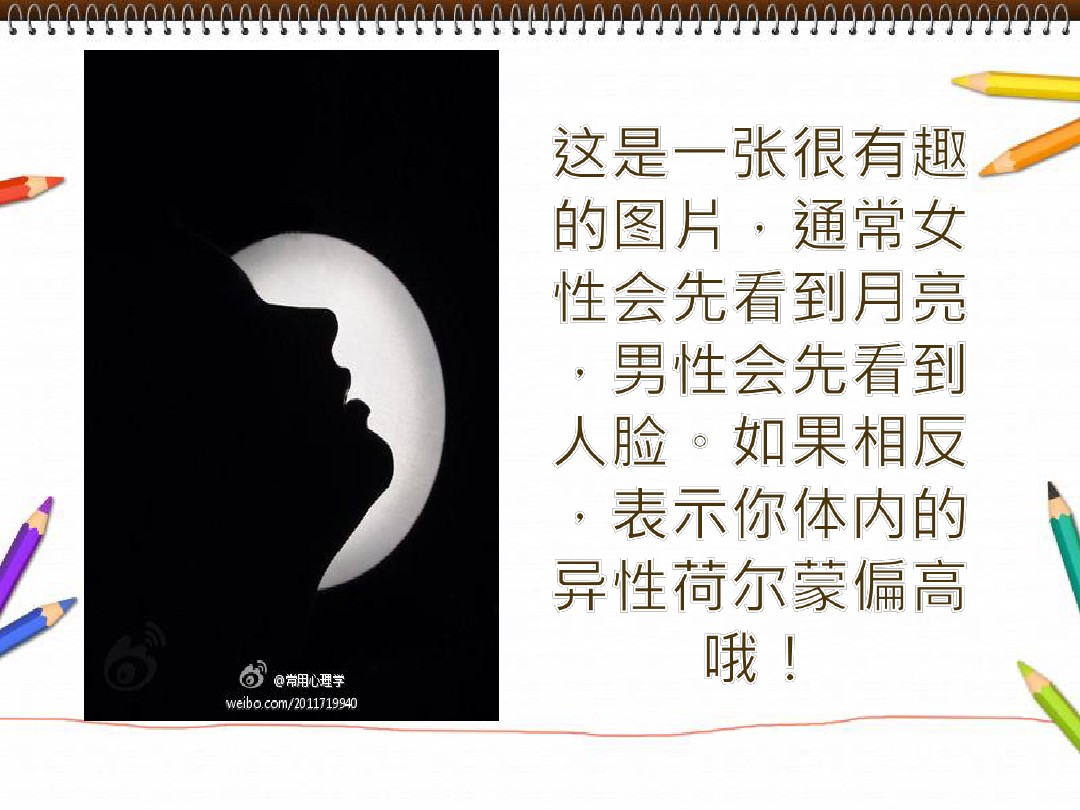 这是一张很有趣
的图片，通常女
性会先看到月亮
，男性会先看到
人脸。如果相反
，表示你体内的
异性荷尔蒙偏高
哦！
@常用心理学
weibo.com/2011719940